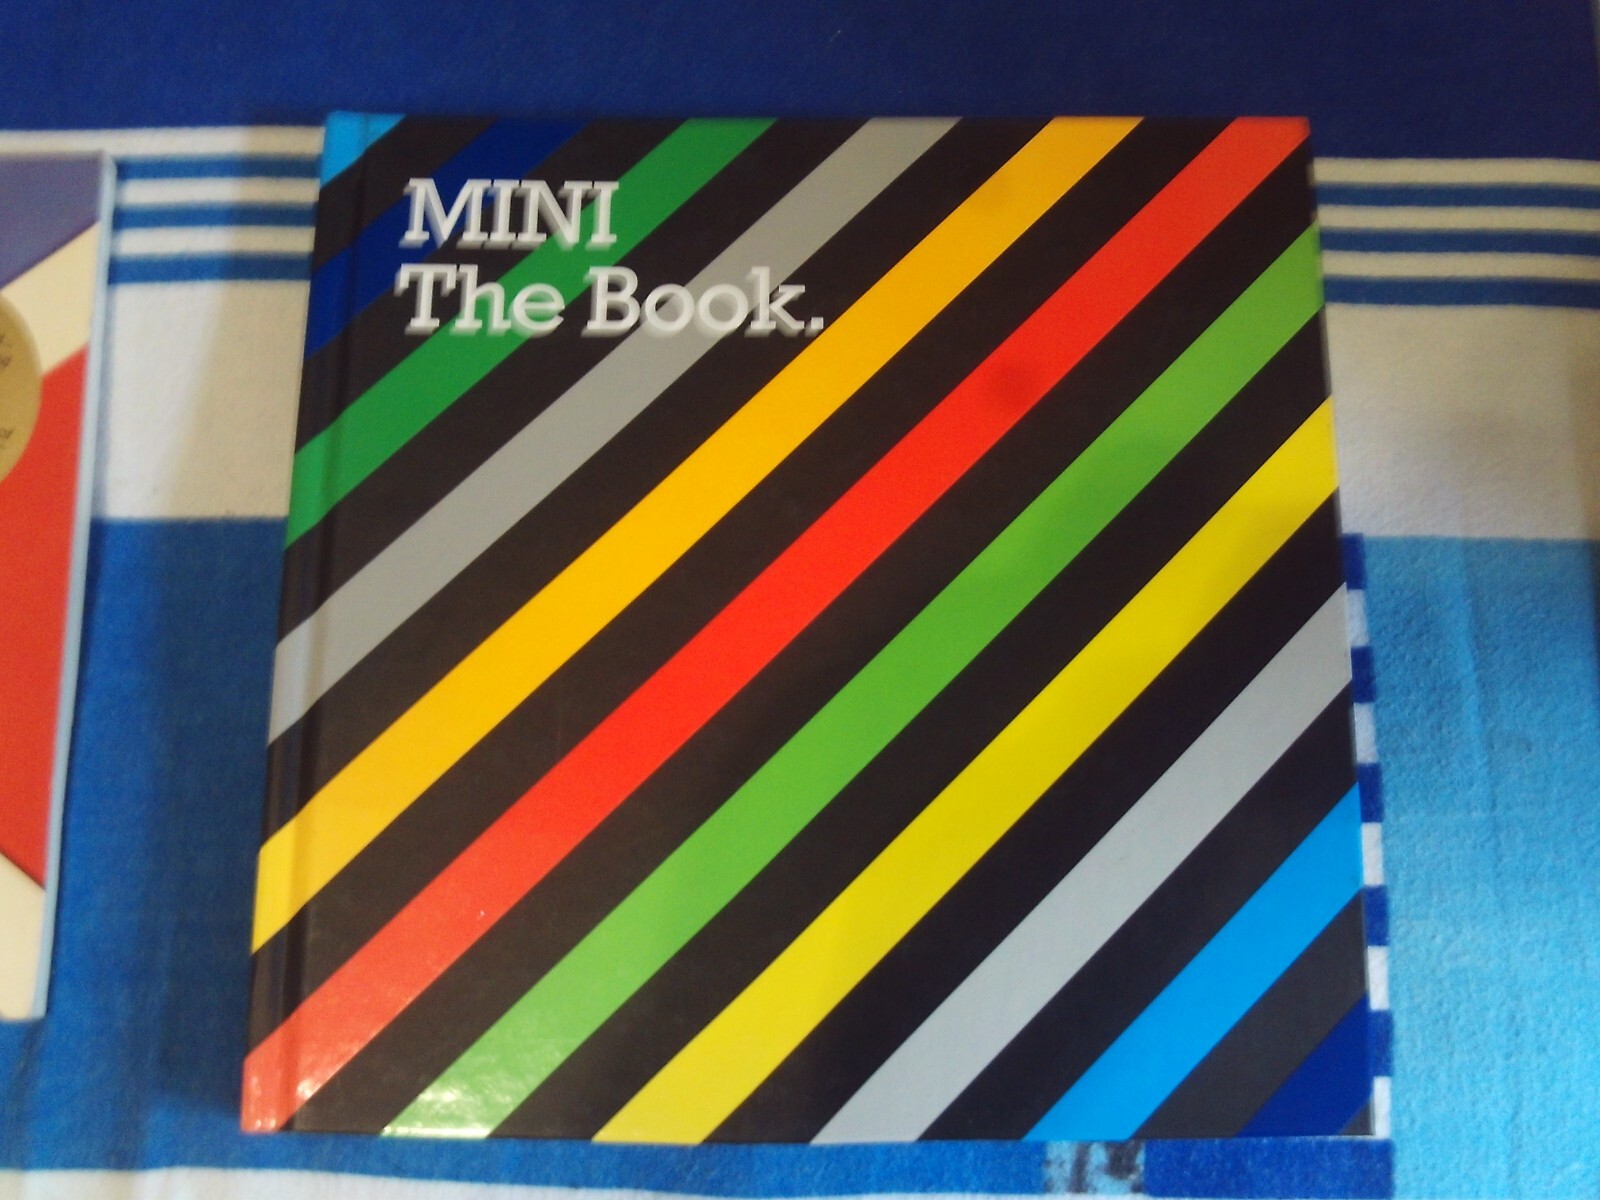 MINI
The Book.